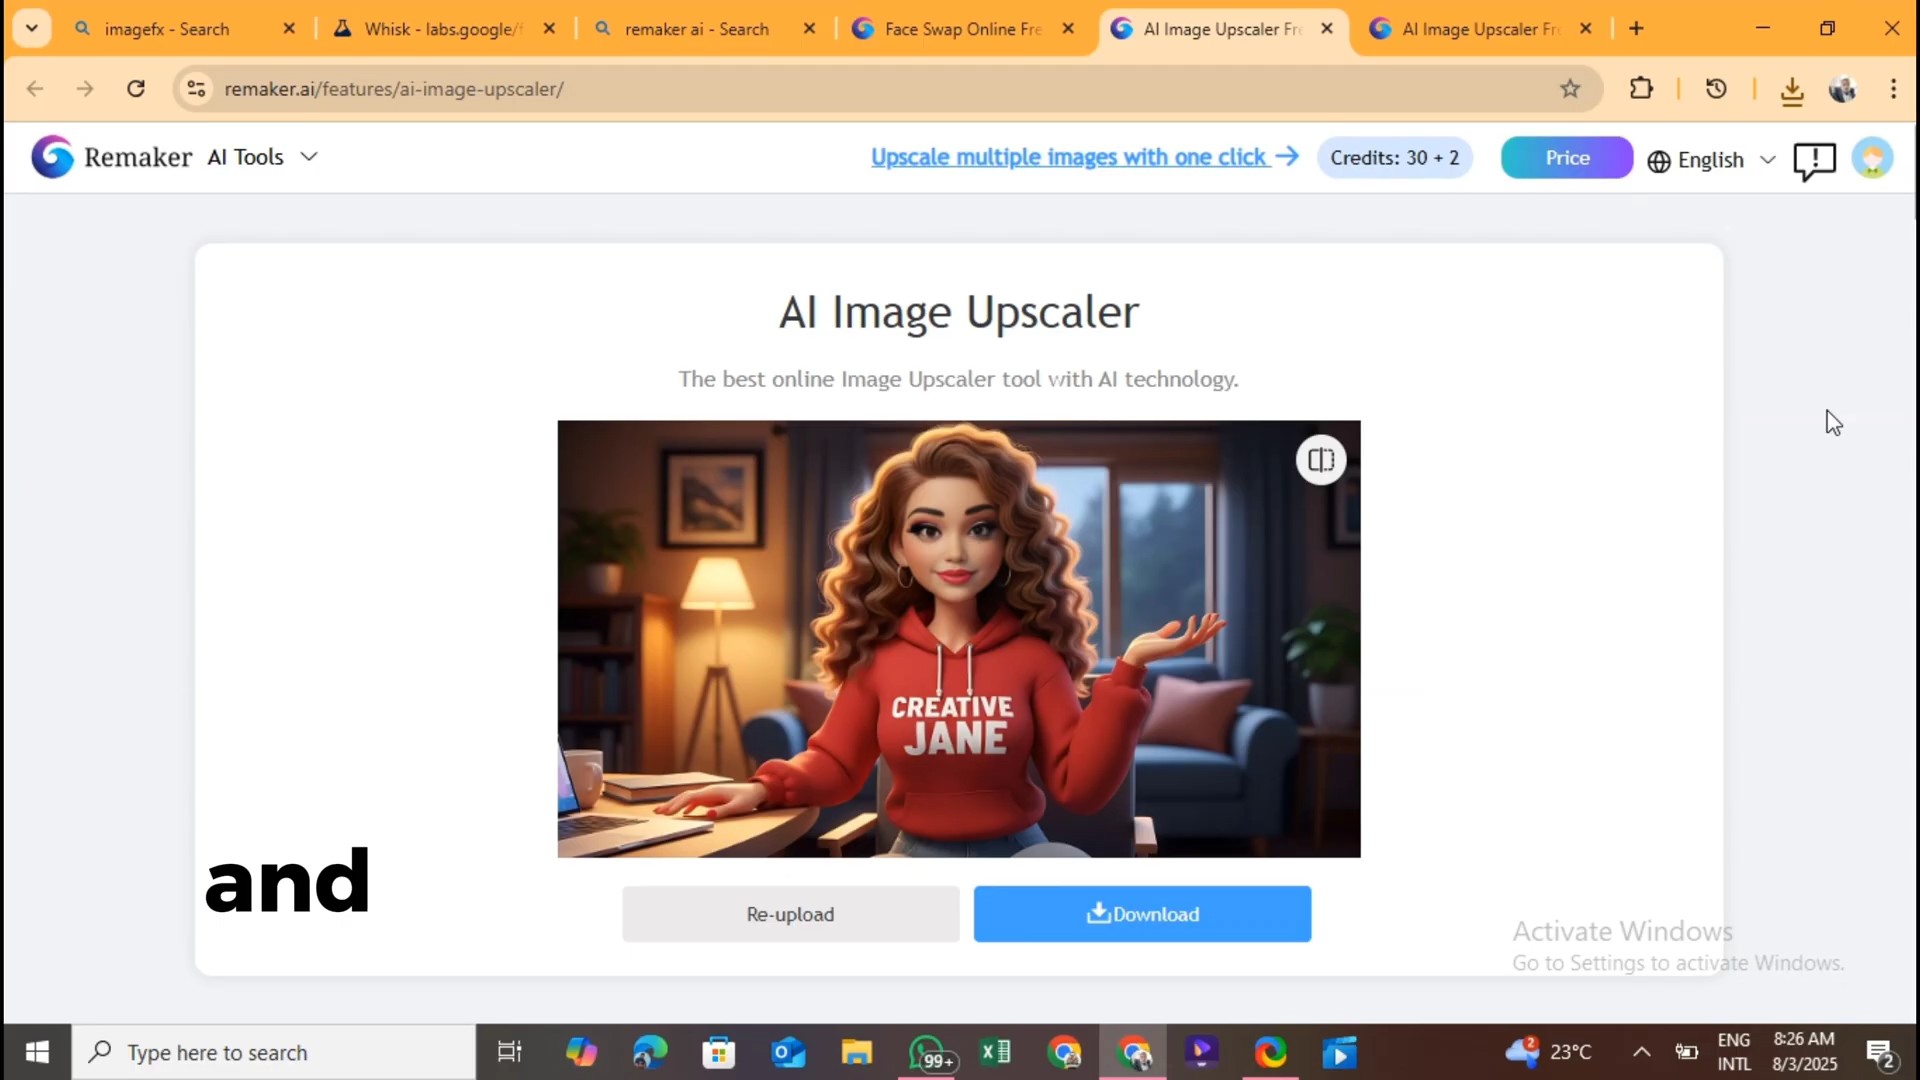 imagefx - Search
Whisk - labs.google/f
remaker ai - Search
Face Swap Online Fre
AI Image Upscaler Fre
AI Image Upscaler Fre
remaker.ai/features/ai-image-upscaler/
Remaker AI Tools
Upscale multiple images with one click
Credits: 30 + 2
Price
English
AI Image Upscaler
The best online Image Upscaler tool with AI technology.
CREATIVE
JANE
and
Re-upload
Download
Activate Windows
Go to Settings to activate Windows.
Type here to search
99+
2
23°C
ENG
INTL
8:26 AM
8/3/2025
2